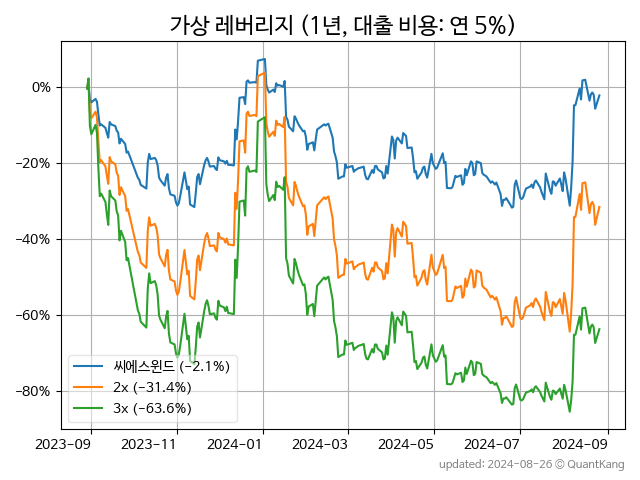 가상 레버리지 (1년, 대출 비용: 연 5%)
0%
−20%
−40%
−60%
−80%
씨에스윈드 (−2.1%)
2x (−31.4%)
3x (−63.6%)
2023-09 2023-11 2024-01 2024-03 2024-05 2024-07 2024-09
updated: 2024-08-26 © QuantKang